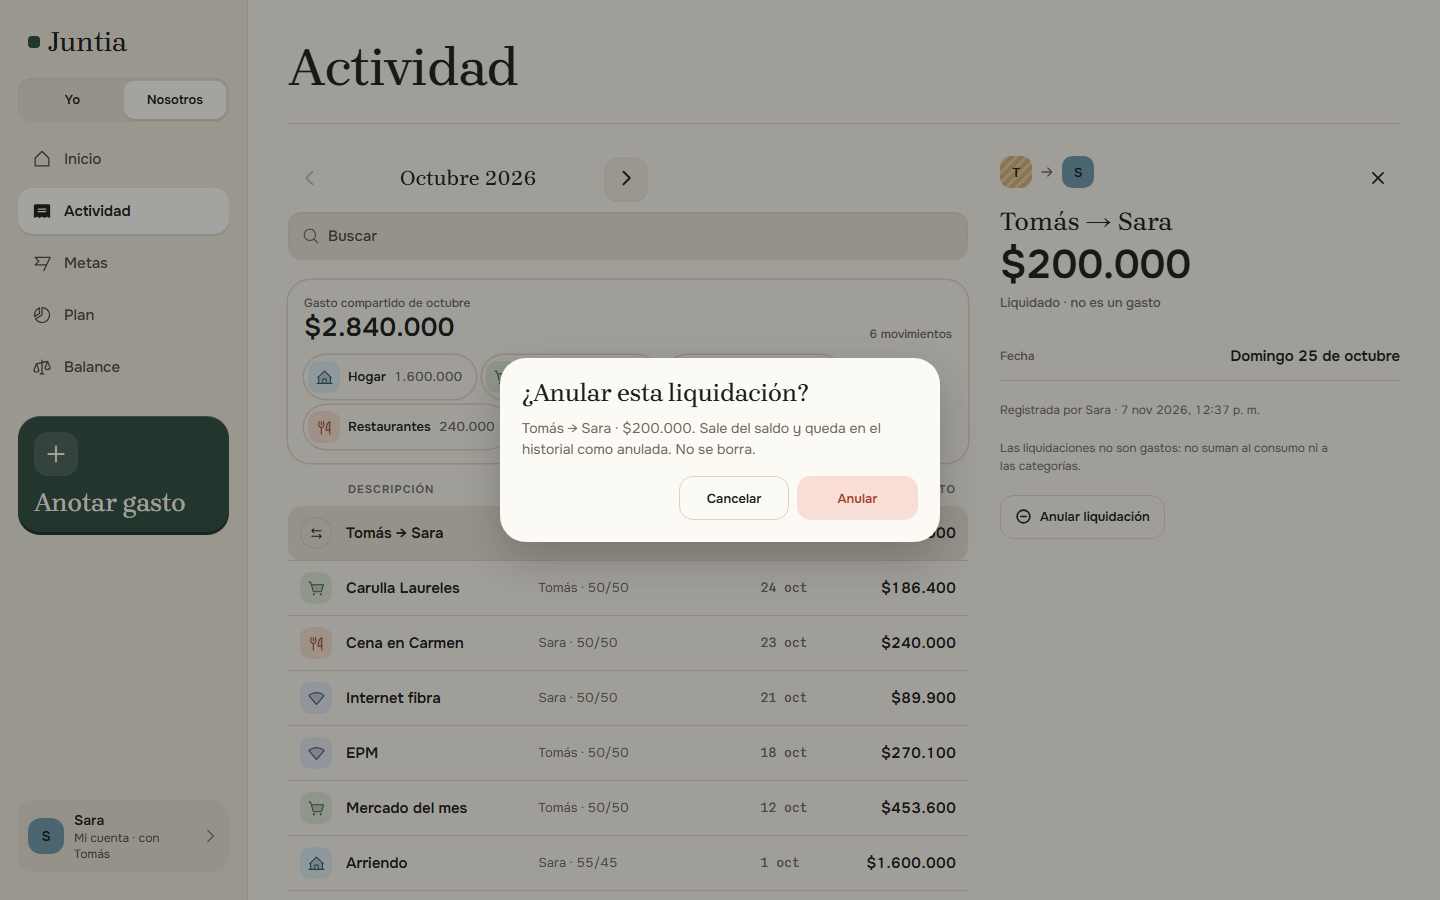 Juntia
Yo
Nosotros
Inicio
Actividad
Metas
Plan
Balance
Anotar gasto
S
Sara
Mi cuenta · con
Tomás
Actividad
Octubre 2026
Buscar
Gasto compartido de octubre
$2.840.000
6 movimientos
Hogar 1.600.000
Restaurantes 240.000
DESCRIPCIÓN
TO
Tomás → Sara
Carulla Laureles Tomás · 50/50 24 oct $186.400
Cena en Carmen Sara · 50/50 23 oct $240.000
Internet fibra Sara · 50/50 21 oct $89.900
EPM Tomás · 50/50 18 oct $270.100
Mercado del mes Tomás · 50/50 12 oct $453.600
Arriendo Sara · 55/45 1 oct $1.600.000
¿Anular esta liquidación?
Tomás → Sara · $200.000. Sale del saldo y queda en el
historial como anulada. No se borra.
Cancelar
Anular
T → S
Tomás → Sara
$200.000
Liquidado · no es un gasto
Fecha Domingo 25 de octubre
Registrada por Sara · 7 nov 2026, 12:37 p. m.
Las liquidaciones no son gastos: no suman al consumo ni a
las categorías.
Anular liquidación